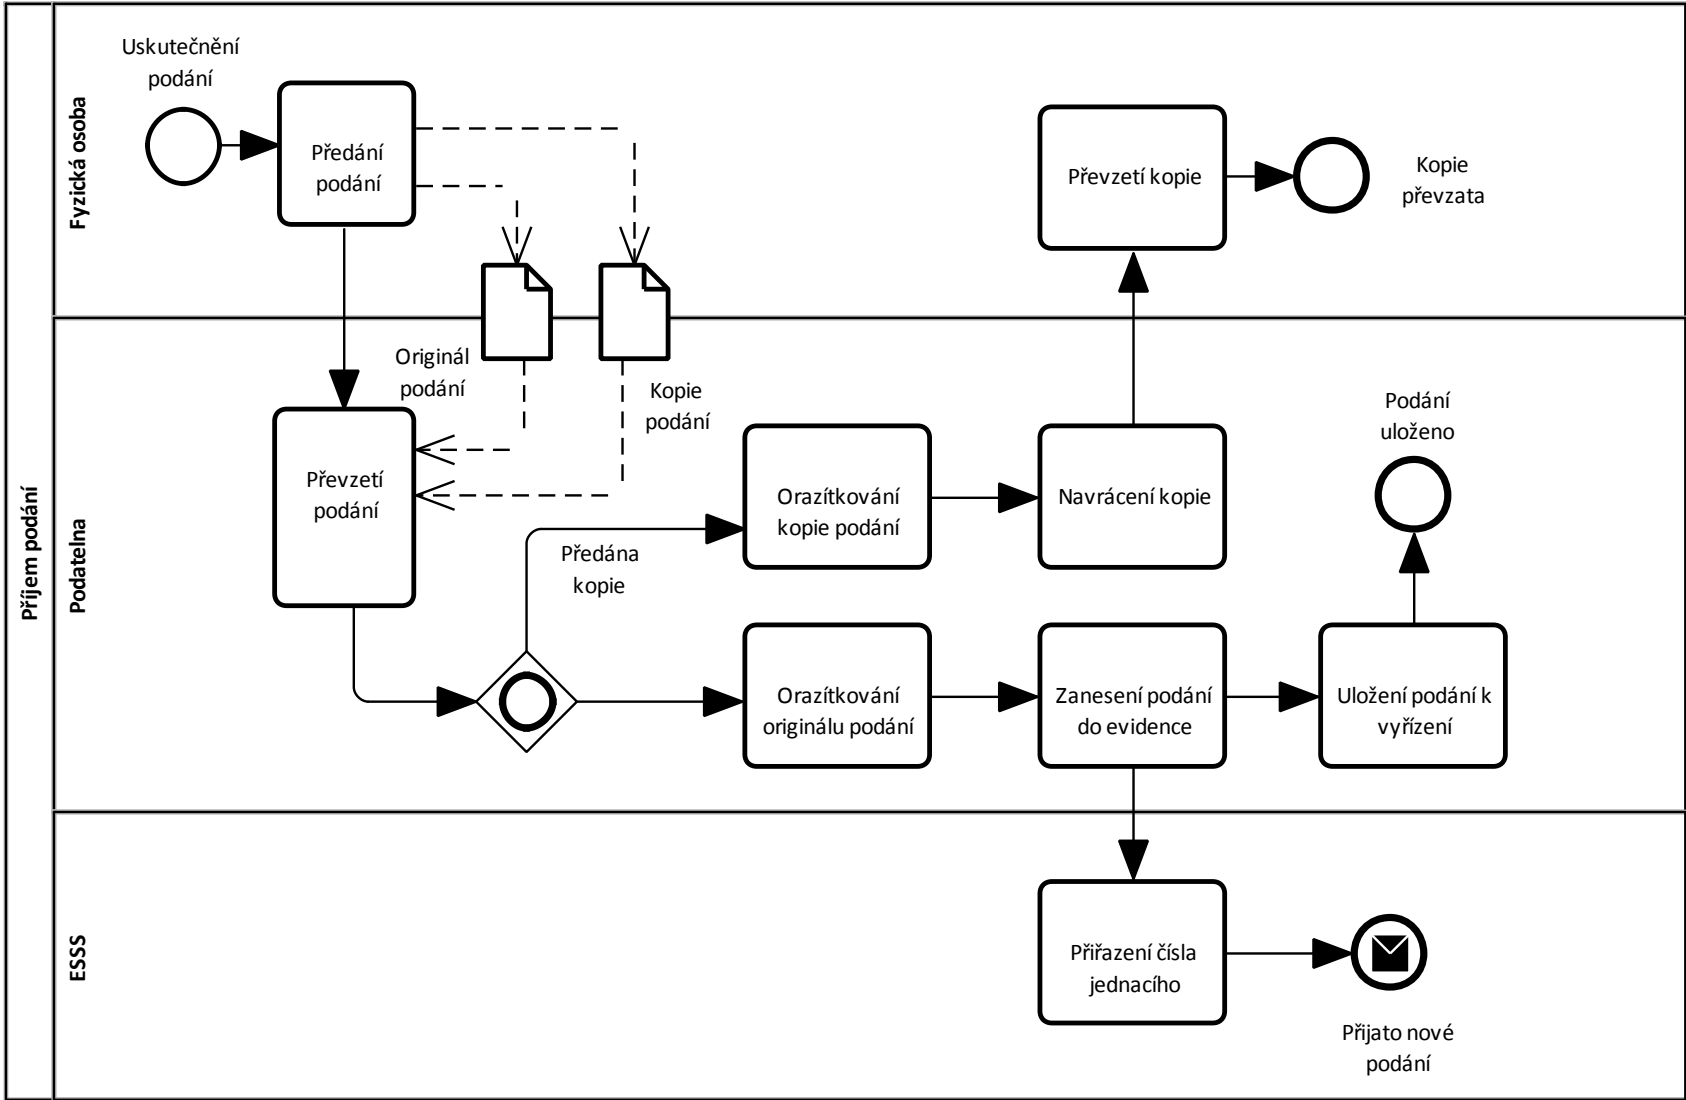 Příjem podání
Fyzická osoba
Uskutečnění
podání
Předání
podání
Převzetí kopie
Kopie
převzata
Podatelna
Originál
podání
Kopie
podání
Převzetí
podání
Předána
kopie
Orazítkování
kopie podání
Navrácení kopie
Podání
uloženo
Orazítkování
originálu podání
Zanesení podání
do evidence
Uložení podání k
vyřízení
ESSS
Přiřazení čísla
jednacího
Přijato nové
podání